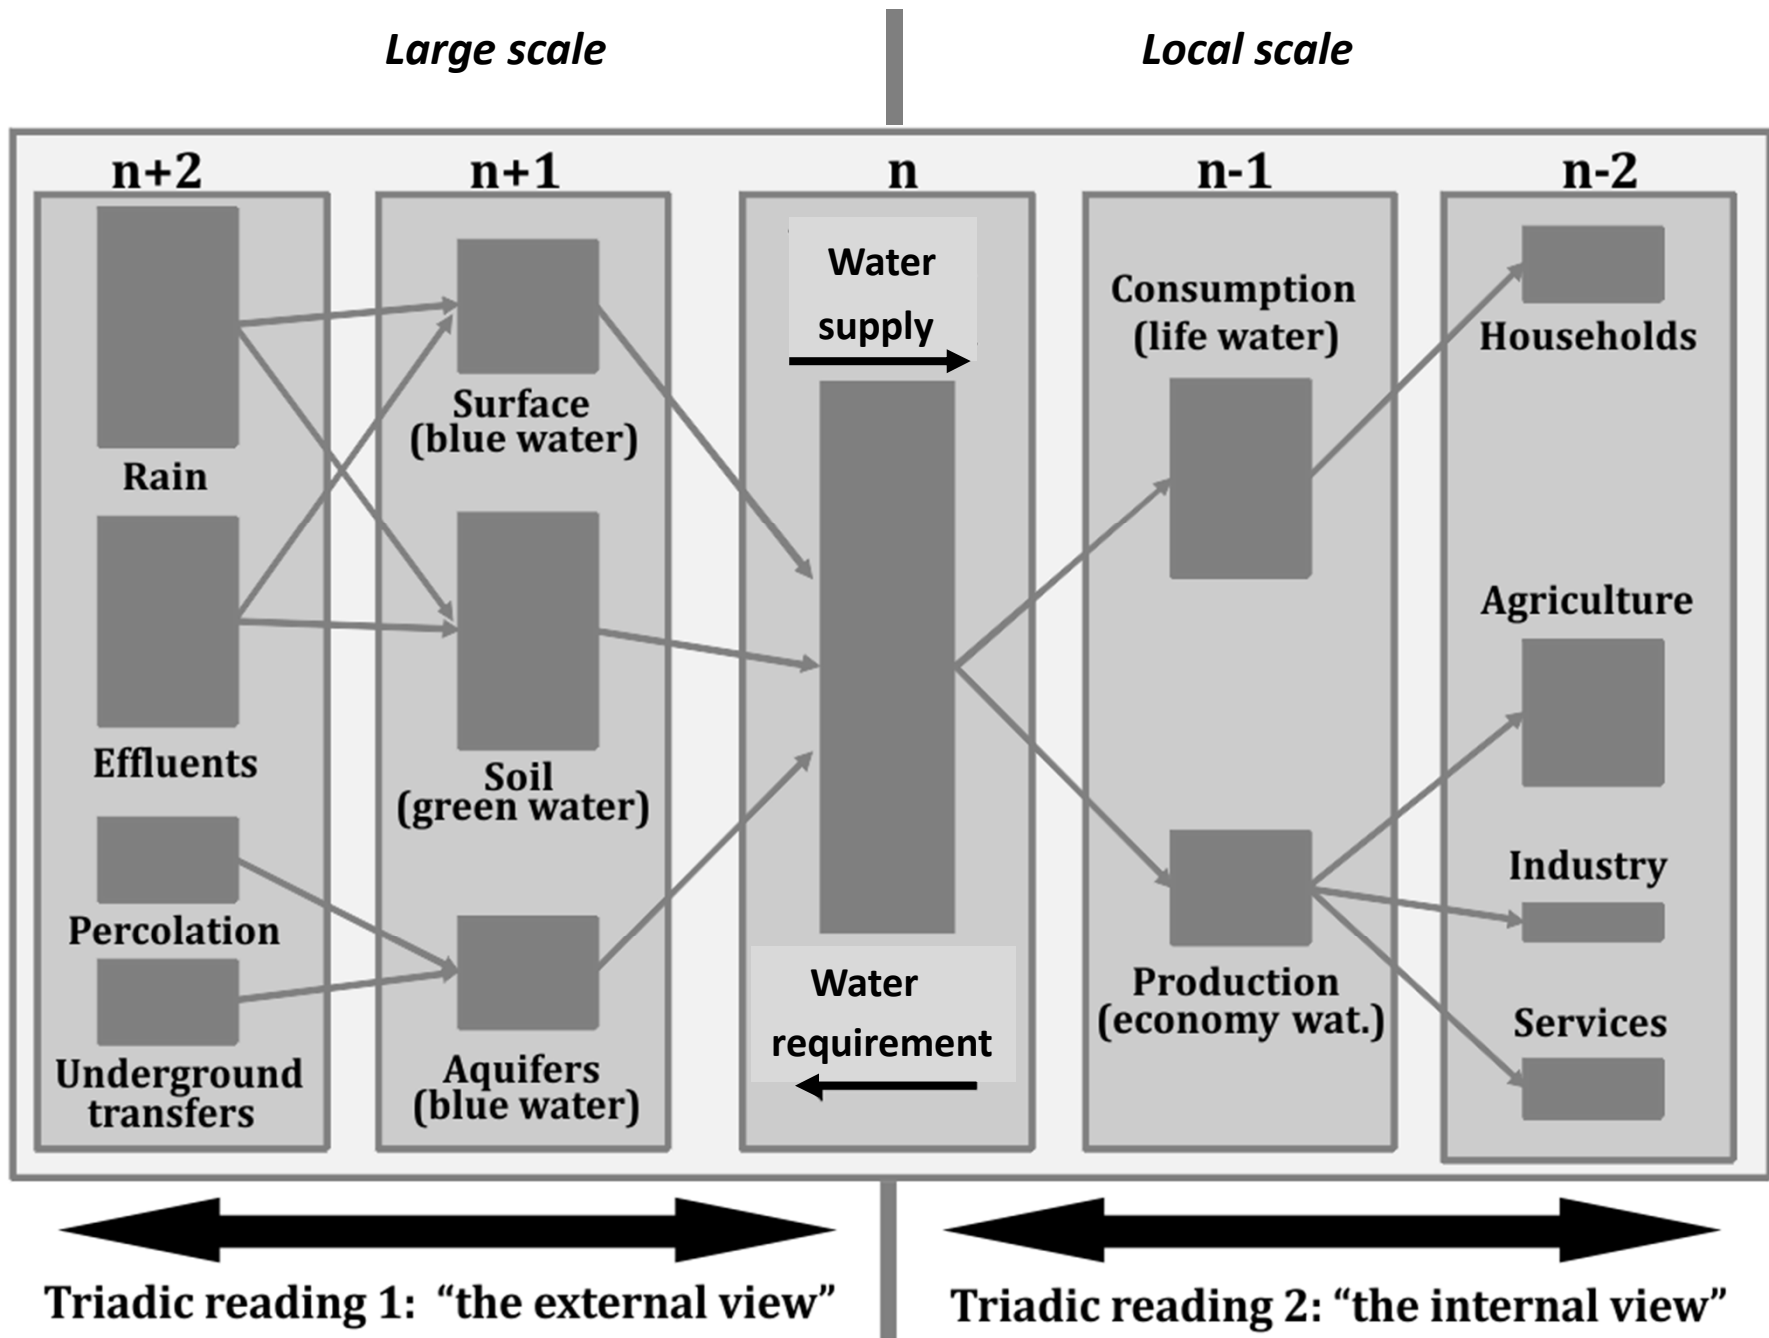 Large scale
Local scale
n+2
n+1
n
n-1
n-2
Rain
Effluents
Percolation
Underground
transfers
Surface
(blue water)
Soil
(green water)
Aquifers
(blue water)
Water
supply
Water
requirement
Consumption
(life water)
Production
(economy wat.)
Households
Agriculture
Industry
Services
Triadic reading 1: “the external view”
Triadic reading 2: “the internal view”